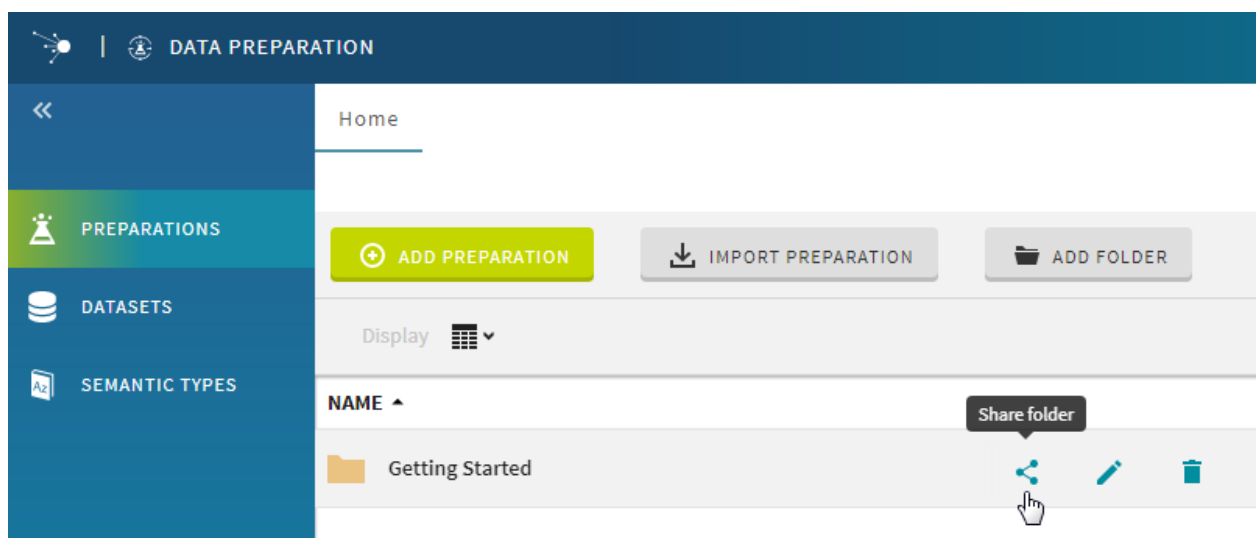 DATA PREPARATION
Home
PREPARATIONS
ADD PREPARATION IMPORT PREPARATION ADD FOLDER
DATASETS
Display
SEMANTIC TYPES
NAME
Share folder
Getting Started